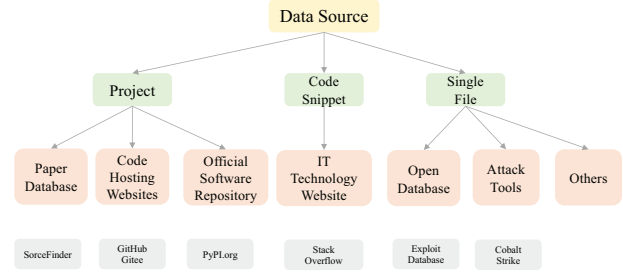 Data Source
Project
Code
Snippet
Single
File
Paper
Database
Code
Hosting
Websites
Official
Software
Repository
IT
Technology
Website
Open
Database
Attack
Tools
Others
SorceFinder
GitHub
Gitee
PyPI.org
Stack
Overflow
Exploit
Database
Cobalt
Strike